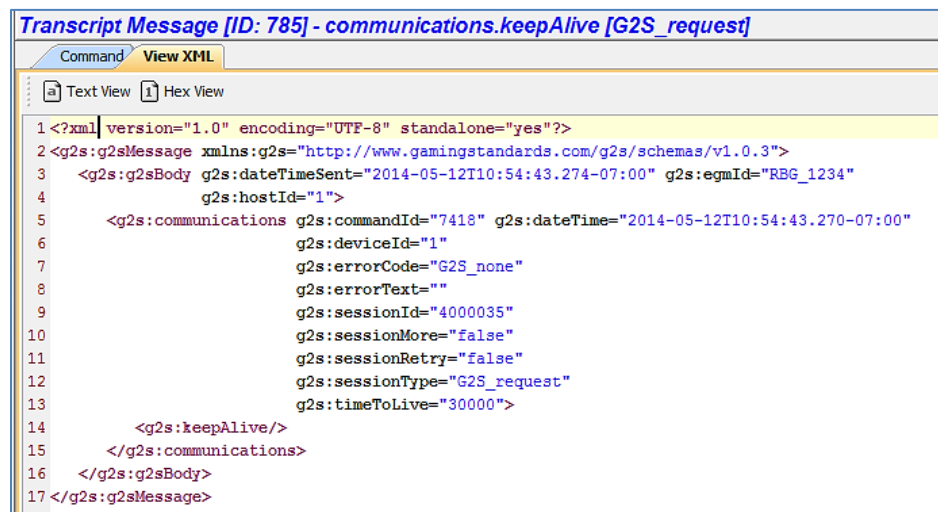 Transcript Message [ID: 785] - communications.keepAlive [G2S_request]
Command View XML
a Text View 1 Hex View
1 <?xml version="1.0" encoding="UTF-8" standalone="yes"?>
2 <g2s:g2sMessage xmlns:g2s="http://www.gamingstandards.com/g2s/schemas/v1.0.3">
3 <g2s:g2sBody g2s:dateTimeSent="2014-05-12T10:54:43.274-07:00" g2s:egmId="RBG_1234"
4 g2s:hostId="1">
5 <g2s:communications g2s:commandId="7418" g2s:dateTime="2014-05-12T10:54:43.270-07:00"
6 g2s:deviceId="1"
7 g2s:errorCode="G2S_none"
8 g2s:errorText=""
9 g2s:sessionId="4000035"
10 g2s:sessionMore="false"
11 g2s:sessionRetry="false"
12 g2s:sessionType="G2S_request"
13 g2s:timeToLive="30000">
14 <g2s:keepAlive/>
15 </g2s:communications>
16 </g2s:g2sBody>
17 </g2s:g2sMessage>